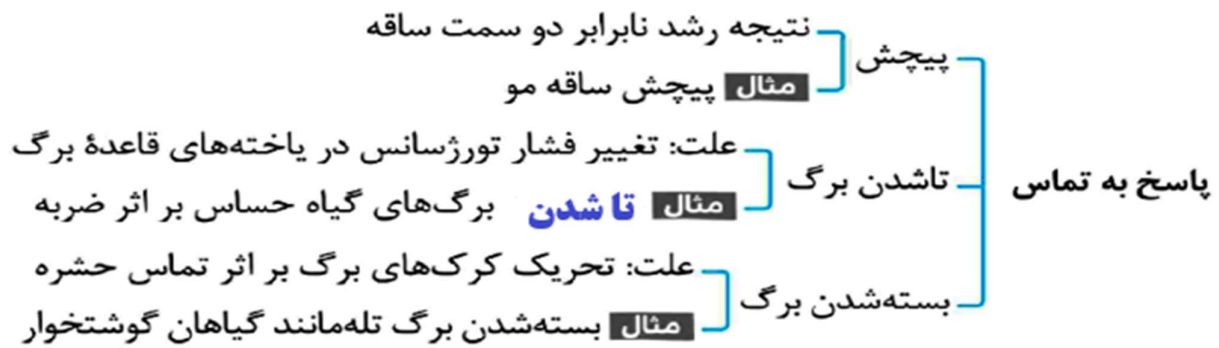 پاسخ به تماس
پیچش
نتیجه رشد نابرابر دو سمت ساقه
مثال پیچش ساقه مو
تاشدن برگ
علت: تغییر فشار تورژسانس در یاخته‌های قاعدهٔ برگ
مثال تا شدن برگ‌های گیاه حساس بر اثر ضربه
بسته‌شدن برگ
علت: تحریک کرک‌های برگ بر اثر تماس حشره
مثال بسته‌شدن برگ تله‌مانند گیاهان گوشتخوار